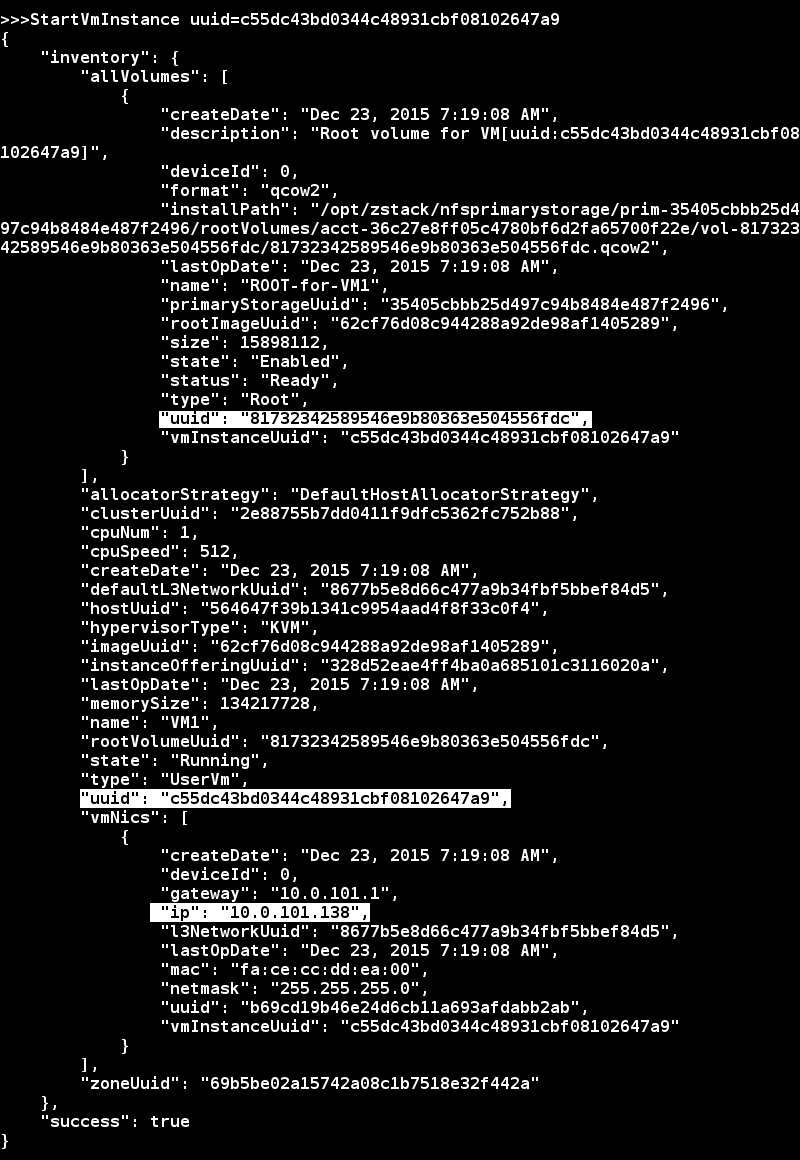 >>>StartVmInstance uuid=c55dc43bd0344c48931cbf08102647a9
{
    "inventory": {
        "allVolumes": [
            {
                "createDate": "Dec 23, 2015 7:19:08 AM",
                "description": "Root volume for VM[uuid:c55dc43bd0344c48931cbf08
102647a9]",
                "deviceId": 0,
                "format": "qcow2",
                "installPath": "/opt/zstack/nfsprimarystorage/prim-35405cbbb25d4
97c94b8484e487f2496/rootVolumes/acct-36c27e8ff05c4780bf6d2fa65700f22e/vol-817323
42589546e9b80363e504556fdc/81732342589546e9b80363e504556fdc.qcow2",
                "lastOpDate": "Dec 23, 2015 7:19:08 AM",
                "name": "ROOT-for-VM1",
                "primaryStorageUuid": "35405cbbb25d497c94b8484e487f2496",
                "rootImageUuid": "62cf76d08c944288a92de98af1405289",
                "size": 15898112,
                "state": "Enabled",
                "status": "Ready",
                "type": "Root",
                "uuid": "81732342589546e9b80363e504556fdc",
                "vmInstanceUuid": "c55dc43bd0344c48931cbf08102647a9"
            }
        ],
        "allocatorStrategy": "DefaultHostAllocatorStrategy",
        "clusterUuid": "2e88755b7dd0411f9dfc5362fc752b88",
        "cpuNum": 1,
        "cpuSpeed": 512,
        "createDate": "Dec 23, 2015 7:19:08 AM",
        "defaultL3NetworkUuid": "8677b5e8d66c477a9b34fbf5bbef84d5",
        "hostUuid": "564647f39b1341c9954aad4f8f33c0f4",
        "hypervisorType": "KVM",
        "imageUuid": "62cf76d08c944288a92de98af1405289",
        "instanceOfferingUuid": "328d52eae4ff4ba0a685101c3116020a",
        "lastOpDate": "Dec 23, 2015 7:19:08 AM",
        "memorySize": 134217728,
        "name": "VM1",
        "rootVolumeUuid": "81732342589546e9b80363e504556fdc",
        "state": "Running",
        "type": "UserVm",
        "uuid": "c55dc43bd0344c48931cbf08102647a9",
        "vmNics": [
            {
                "createDate": "Dec 23, 2015 7:19:08 AM",
                "deviceId": 0,
                "gateway": "10.0.101.1",
                "ip": "10.0.101.138",
                "l3NetworkUuid": "8677b5e8d66c477a9b34fbf5bbef84d5",
                "lastOpDate": "Dec 23, 2015 7:19:08 AM",
                "mac": "fa:ce:cc:dd:ea:00",
                "netmask": "255.255.255.0",
                "uuid": "b69cd19b46e24d6cb11a693afdabb2ab",
                "vmInstanceUuid": "c55dc43bd0344c48931cbf08102647a9"
            }
        ],
        "zoneUuid": "69b5be02a15742a08c1b7518e32f442a"
    },
    "success": true
}